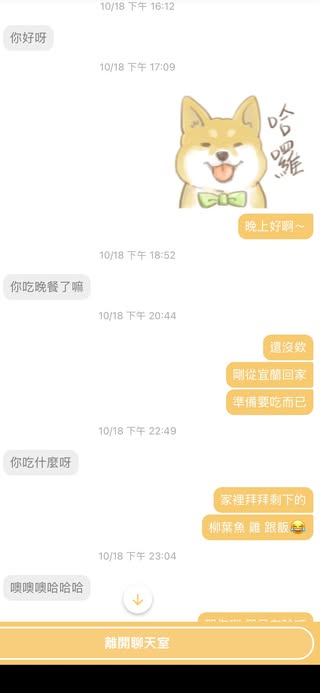 10/18 下午 16:12
你好呀
10/18 下午 17:09
哈囉
晚上好啊～
10/18 下午 18:52
你吃晚餐了嘛
10/18 下午 20:44
還沒欸
剛從宜蘭回家
準備要吃而已
10/18 下午 22:49
你吃什麼呀
家裡拜拜剩下的
柳葉魚 雞 跟飯😂
10/18 下午 23:04
噢噢噢哈哈哈
離開聊天室